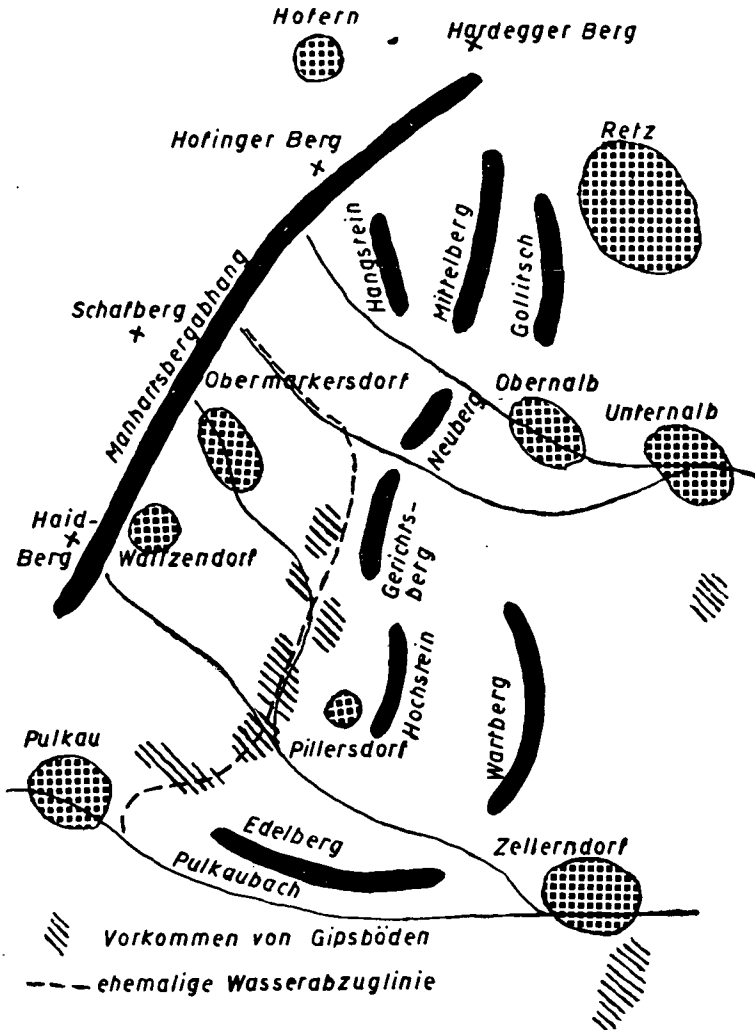 Hofern
Hardegger Berg
Retz
Hofinger Berg
Hangsrein
Mittelberg
Gollitsch
Manhartsbergabhang
Schafberg
Obermarkersdorf
Neuberg
Obernalb
Unternalb
Haid-
Berg
Waitzendorf
Gerichts-
berg
Hochstein
Wartberg
Pulkau
Pillersdorf
Edelberg
Pulkaubach
Zellerndorf
Vorkommen von Gipsböden
ehemalige Wasserabzuglinie